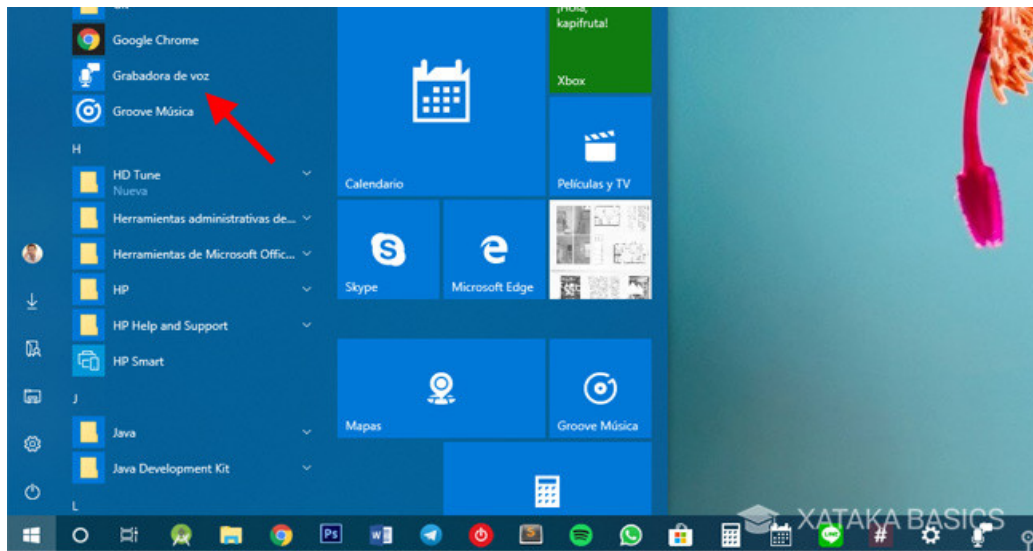 ¡Hola,
kapifruta!
Google Chrome
Grabadora de voz
Xbox
Groove Música
H
HD Tune
Nueva
Calendario
Películas y TV
Herramientas administrativas de...
Herramientas de Microsoft Offic...
HP
Skype
Microsoft Edge
HP Help and Support
HP Smart
J
Mapas
Groove Música
Java
Java Development Kit
L
Ps
XATAKA BASICS